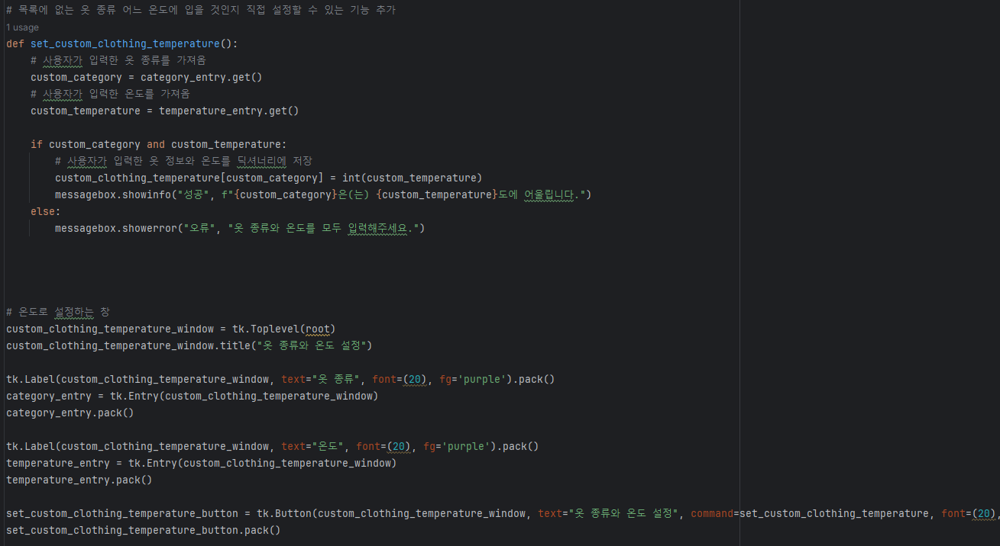 # 목록에 없는 옷 종류 어느 온도에 입을 것인지 직접 설정할 수 있는 기능 추가
1 usage
def set_custom_clothing_temperature():
    # 사용자가 입력한 옷 종류를 가져옴
    custom_category = category_entry.get()
    # 사용자가 입력한 온도를 가져옴
    custom_temperature = temperature_entry.get()

    if custom_category and custom_temperature:
        # 사용자가 입력한 옷 정보와 온도를 딕셔너리에 저장
        custom_clothing_temperature[custom_category] = int(custom_temperature)
        messagebox.showinfo("성공", f"{custom_category}은(는) {custom_temperature}도에 어울립니다.")
    else:
        messagebox.showerror("오류", "옷 종류와 온도를 모두 입력해주세요.")

# 온도로 설정하는 창
custom_clothing_temperature_window = tk.Toplevel(root)
custom_clothing_temperature_window.title("옷 종류와 온도 설정")

tk.Label(custom_clothing_temperature_window, text="옷 종류", font=(20), fg='purple').pack()
category_entry = tk.Entry(custom_clothing_temperature_window)
category_entry.pack()

tk.Label(custom_clothing_temperature_window, text="온도", font=(20), fg='purple').pack()
temperature_entry = tk.Entry(custom_clothing_temperature_window)
temperature_entry.pack()

set_custom_clothing_temperature_button = tk.Button(custom_clothing_temperature_window, text="옷 종류와 온도 설정", command=set_custom_clothing_temperature, font=(20),
set_custom_clothing_temperature_button.pack()